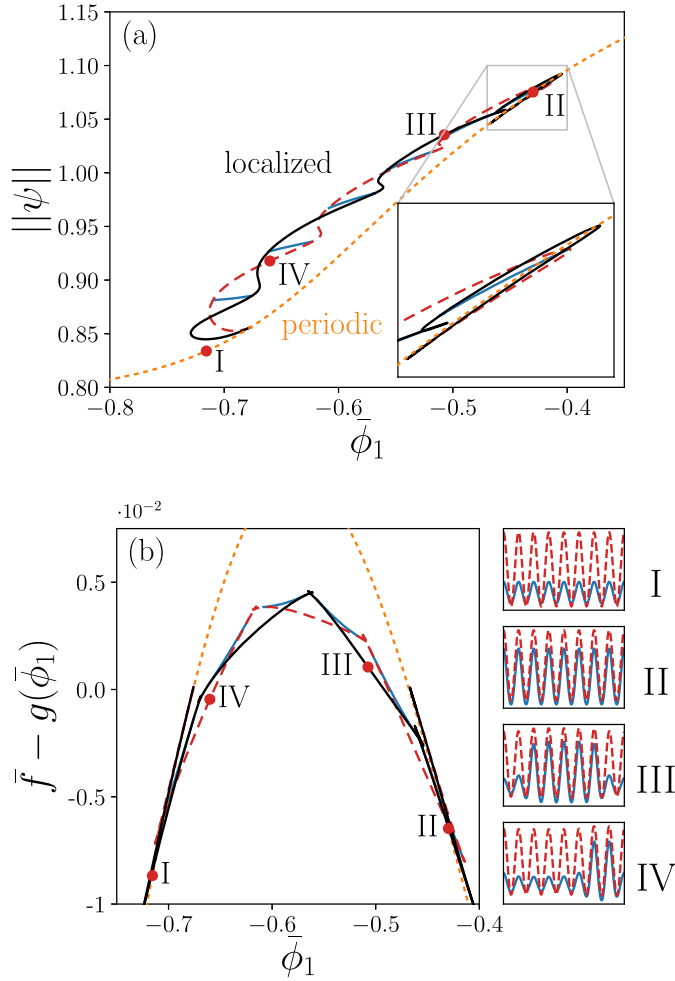 (a)
1.15
1.10
1.05
1.00
0.95
0.90
0.85
0.80
||ψ||
localized
periodic
I
II
III
IV
−0.8
−0.7
−0.6
−0.5
−0.4
ϕ̄₁
·10⁻²
(b)
0.5
0.0
-0.5
-1
f̄ − g(ϕ̄₁)
IV
III
II
I
−0.7
−0.6
−0.5
−0.4
ϕ̄₁
I
II
III
IV